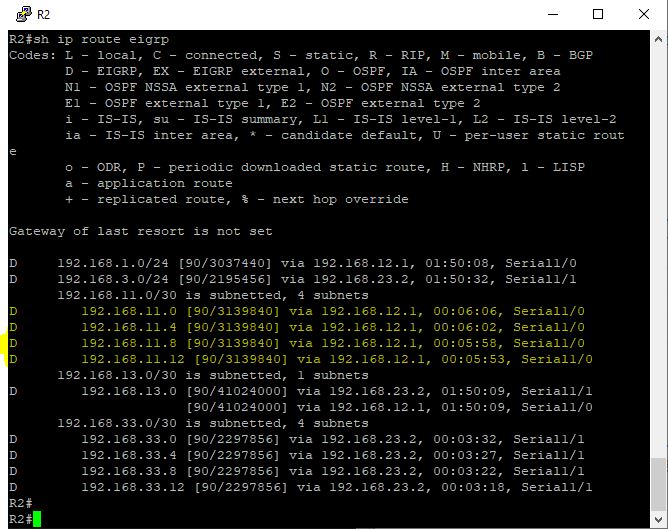 R2
R2#sh ip route eigrp
Codes: L - local, C - connected, S - static, R - RIP, M - mobile, B - BGP
D - EIGRP, EX - EIGRP external, O - OSPF, IA - OSPF inter area
N1 - OSPF NSSA external type 1, N2 - OSPF NSSA external type 2
E1 - OSPF external type 1, E2 - OSPF external type 2
i - IS-IS, su - IS-IS summary, L1 - IS-IS level-1, L2 - IS-IS level-2
ia - IS-IS inter area, * - candidate default, U - per-user static rout
e
o - ODR, P - periodic downloaded static route, H - NHRP, l - LISP
a - application route
+ - replicated route, % - next hop override
Gateway of last resort is not set
D 192.168.1.0/24 [90/3037440] via 192.168.12.1, 01:50:08, Serial1/0
D 192.168.3.0/24 [90/2195456] via 192.168.23.2, 01:50:32, Serial1/1
192.168.11.0/30 is subnetted, 4 subnets
D 192.168.11.0 [90/3139840] via 192.168.12.1, 00:06:06, Serial1/0
D 192.168.11.4 [90/3139840] via 192.168.12.1, 00:06:02, Serial1/0
D 192.168.11.8 [90/3139840] via 192.168.12.1, 00:05:58, Serial1/0
D 192.168.11.12 [90/3139840] via 192.168.12.1, 00:05:53, Serial1/0
192.168.13.0/30 is subnetted, 1 subnets
D 192.168.13.0 [90/41024000] via 192.168.23.2, 01:50:09, Serial1/1
[90/41024000] via 192.168.12.1, 01:50:09, Serial1/0
192.168.33.0/30 is subnetted, 4 subnets
D 192.168.33.0 [90/2297856] via 192.168.23.2, 00:03:32, Serial1/1
D 192.168.33.4 [90/2297856] via 192.168.23.2, 00:03:27, Serial1/1
D 192.168.33.8 [90/2297856] via 192.168.23.2, 00:03:22, Serial1/1
D 192.168.33.12 [90/2297856] via 192.168.23.2, 00:03:18, Serial1/1
R2#
R2#